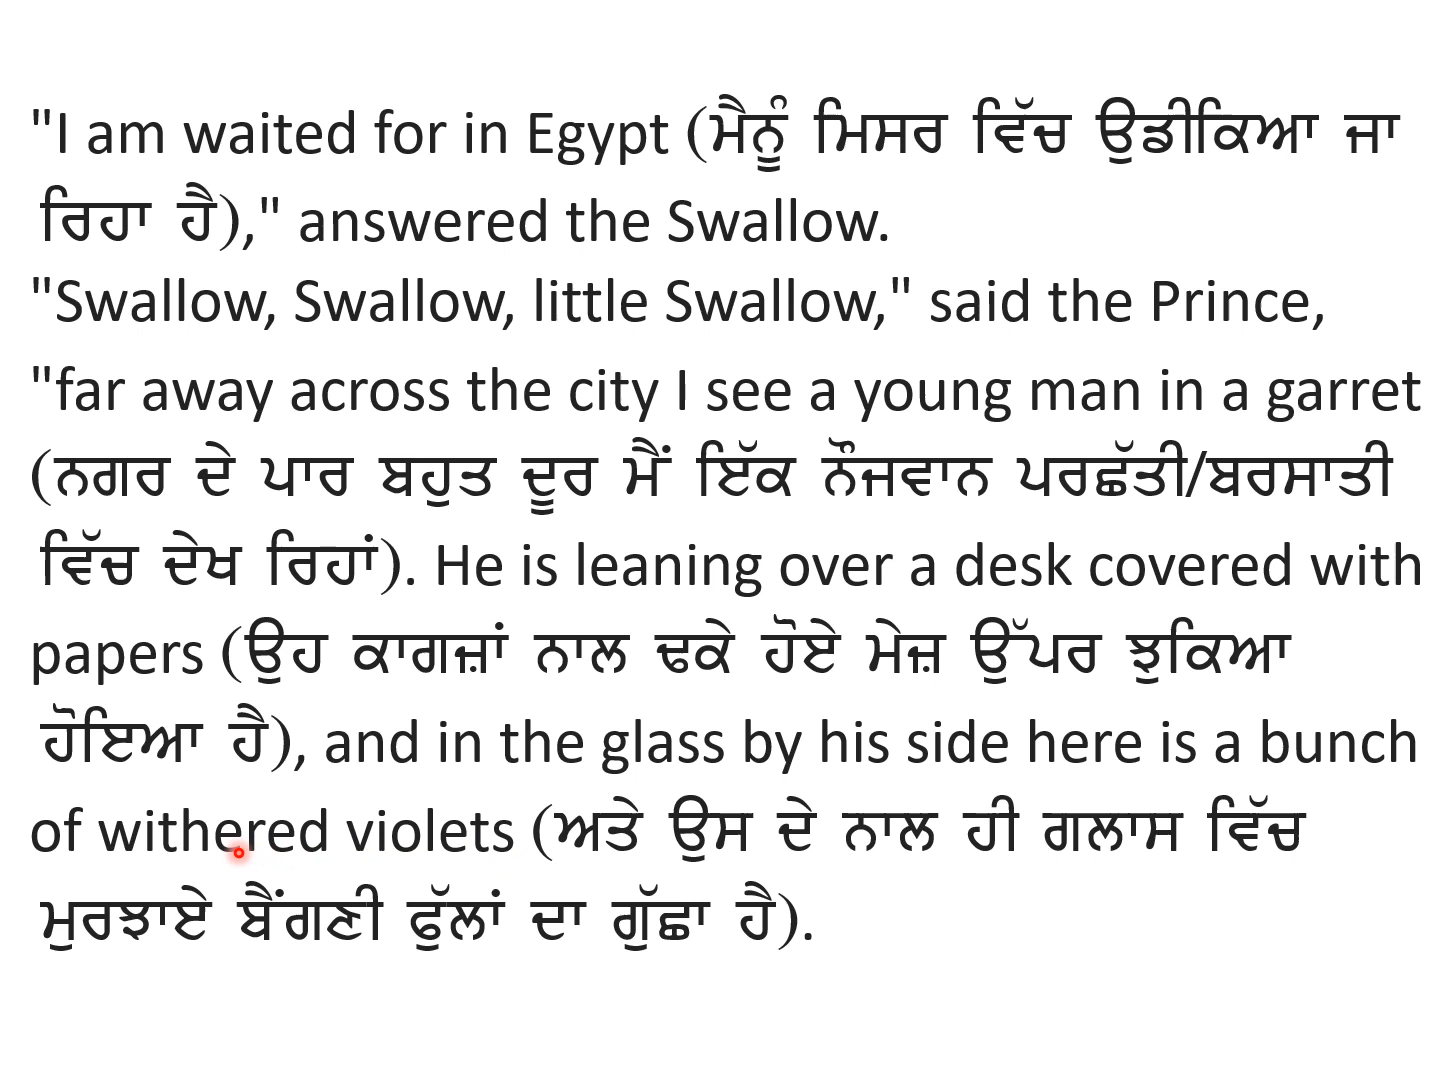 "I am waited for in Egypt (ਮੈਨੂੰ ਮਿਸਰ ਵਿੱਚ ਉਡੀਕਿਆ ਜਾ
ਰਿਹਾ ਹੈ)," answered the Swallow.
"Swallow, Swallow, little Swallow," said the Prince,
"far away across the city I see a young man in a garret
(ਨਗਰ ਦੇ ਪਾਰ ਬਹੁਤ ਦੂਰ ਮੈਂ ਇੱਕ ਨੌਜਵਾਨ ਪਰਛੱਤੀ/ਬਰਸਾਤੀ
ਵਿੱਚ ਦੇਖ ਰਿਹਾਂ). He is leaning over a desk covered with
papers (ਉਹ ਕਾਗਜ਼ਾਂ ਨਾਲ ਢਕੇ ਹੋਏ ਮੇਜ਼ ਉੱਪਰ ਝੁਕਿਆ
ਹੋਇਆ ਹੈ), and in the glass by his side here is a bunch
of withered violets (ਅਤੇ ਉਸ ਦੇ ਨਾਲ ਹੀ ਗਲਾਸ ਵਿੱਚ
ਮੁਰਝਾਏ ਬੈਂਗਣੀ ਫੁੱਲਾਂ ਦਾ ਗੁੱਛਾ ਹੈ).